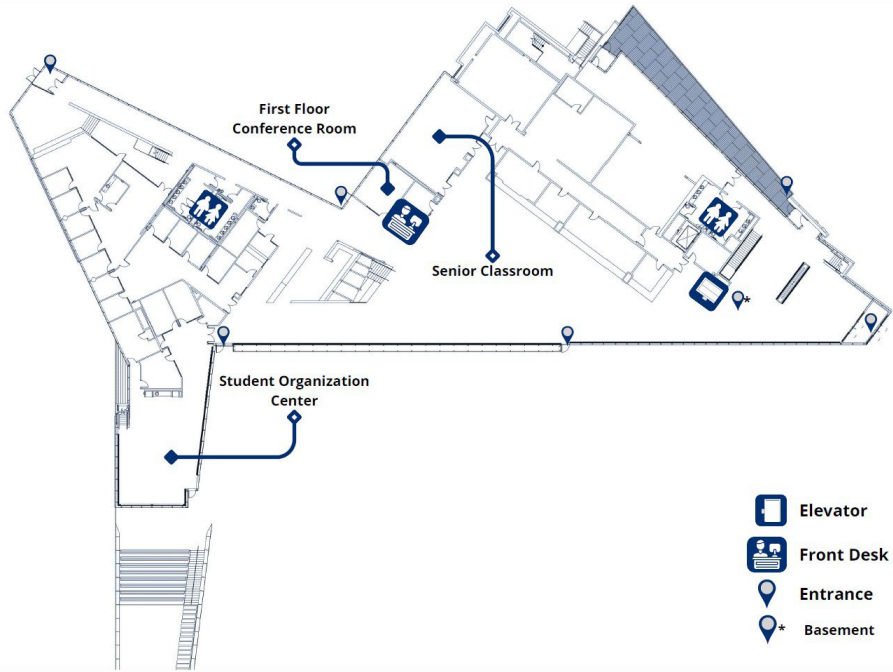 First Floor
Conference Room
Senior Classroom
*
Student Organization
Center
Elevator
Front Desk
Entrance
* Basement